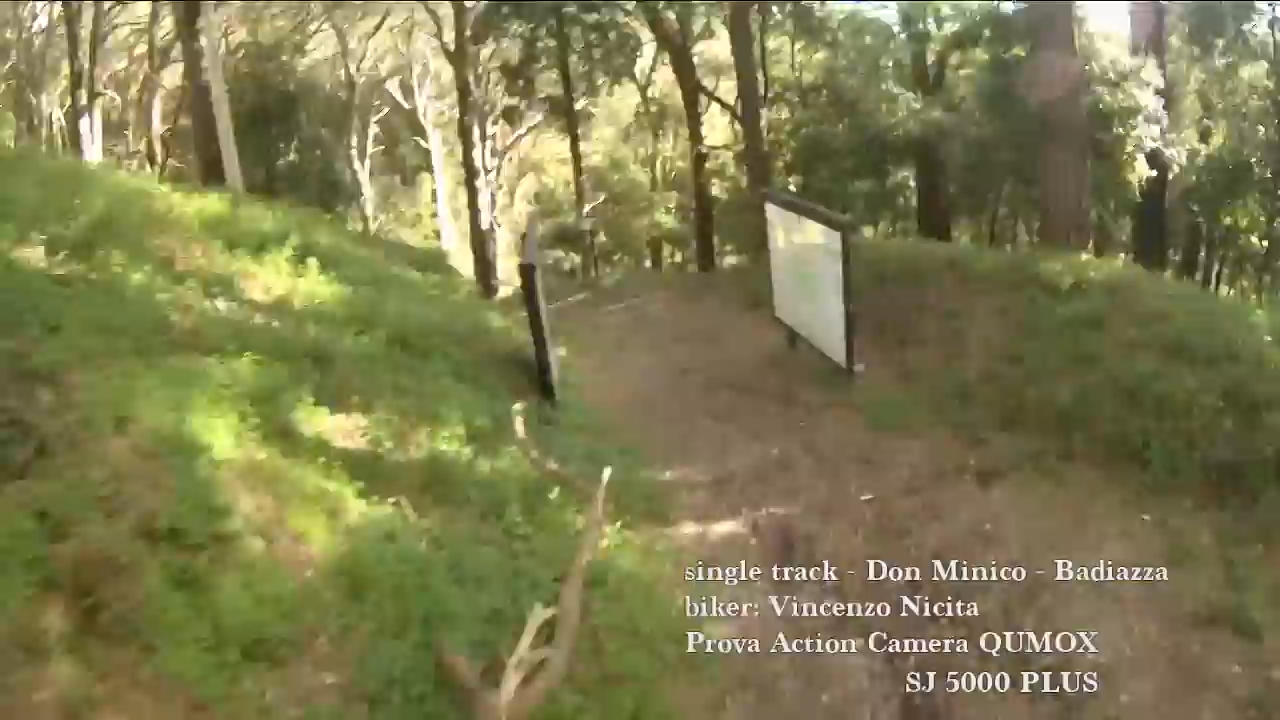 single track - Don Minico - Badiazza
biker: Vincenzo Nicita
Prova Action Camera QUMOX
SJ 5000 PLUS